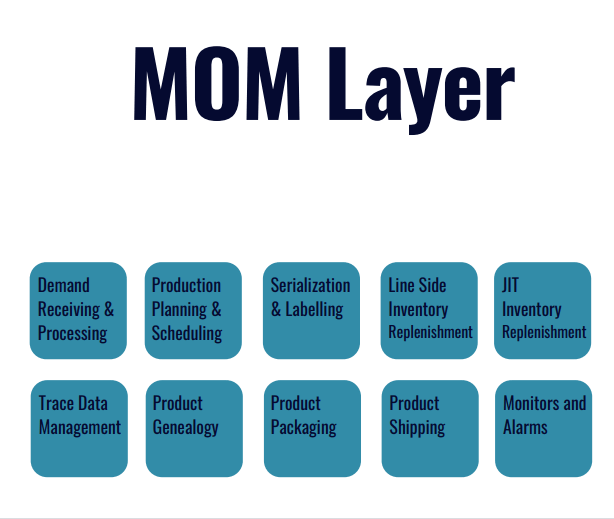 MOM Layer
Demand
Receiving &
Processing
Production
Planning &
Scheduling
Serialization
& Labelling
Line Side
Inventory
Replenishment
JIT
Inventory
Replenishment
Trace Data
Management
Product
Genealogy
Product
Packaging
Product
Shipping
Monitors and
Alarms